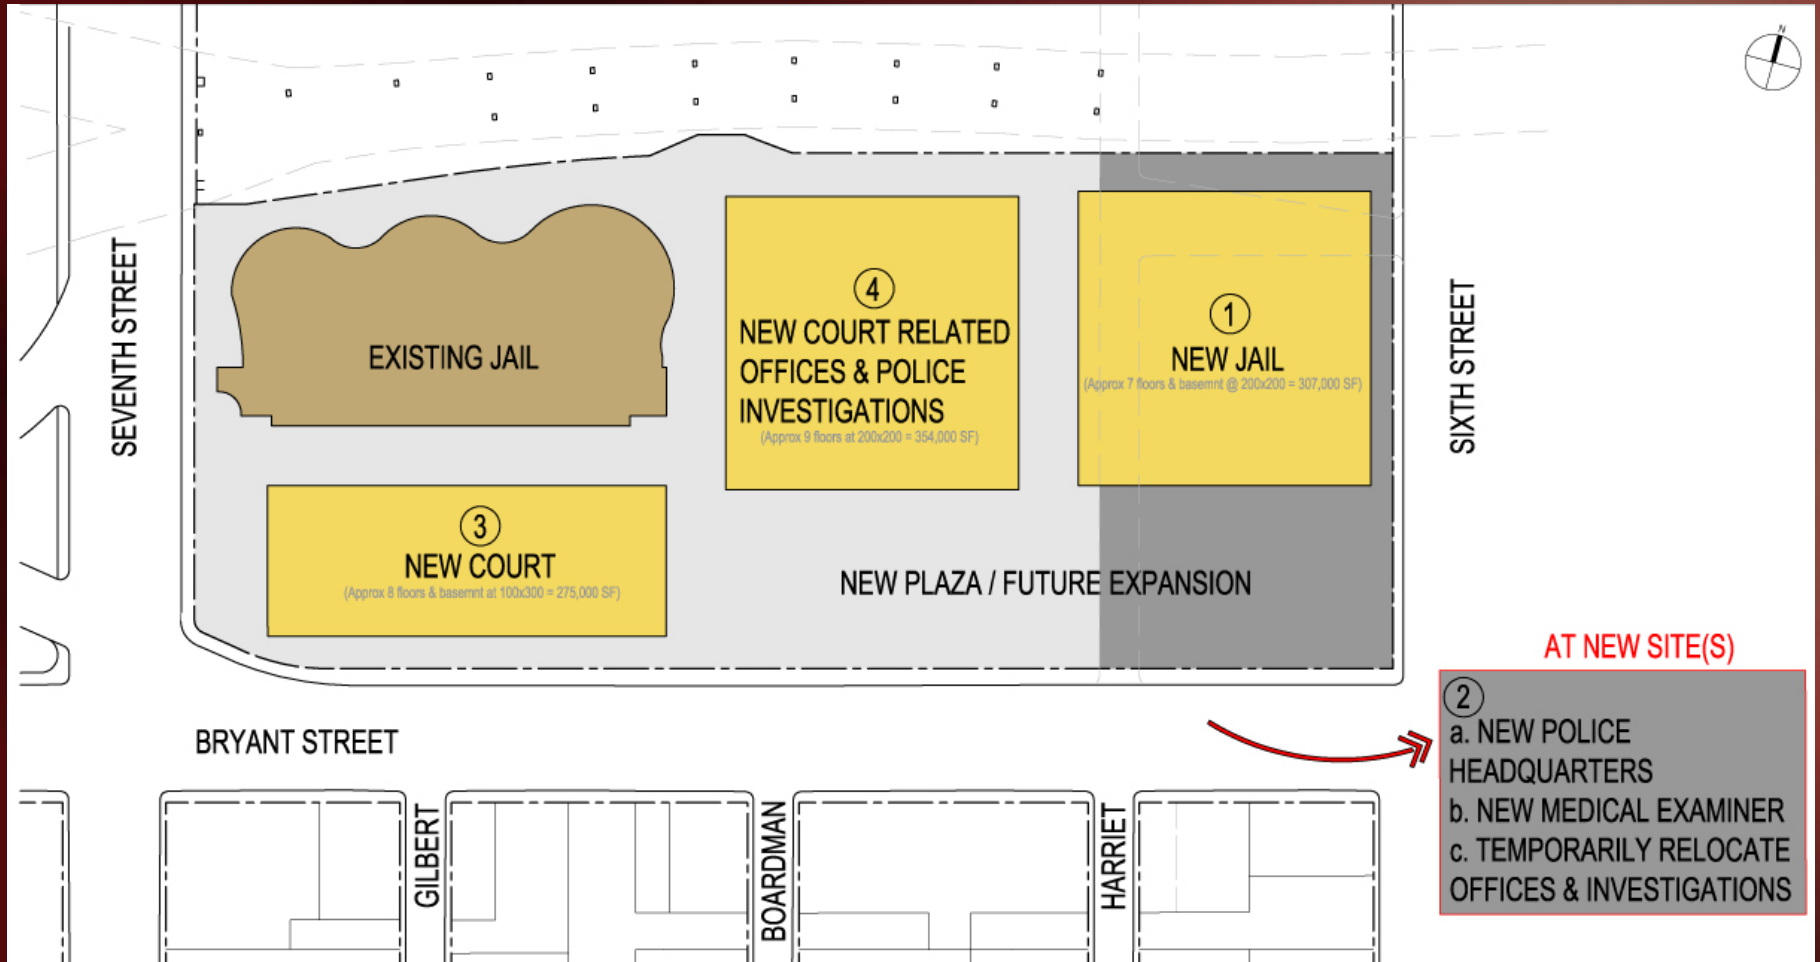 N
SEVENTH STREET
EXISTING JAIL
4
NEW COURT RELATED
OFFICES & POLICE
INVESTIGATIONS
(Approx 9 floors at 200x200 = 354,000 SF)
1
NEW JAIL
(Approx 7 floors & basemnt @ 200x200 = 307,000 SF)
SIXTH STREET
3
NEW COURT
(Approx 8 floors & basemnt at 100x300 = 275,000 SF)
NEW PLAZA / FUTURE EXPANSION
AT NEW SITE(S)
2
a. NEW POLICE
HEADQUARTERS
b. NEW MEDICAL EXAMINER
c. TEMPORARILY RELOCATE
OFFICES & INVESTIGATIONS
BRYANT STREET
GILBERT
BOARDMAN
HARRIET